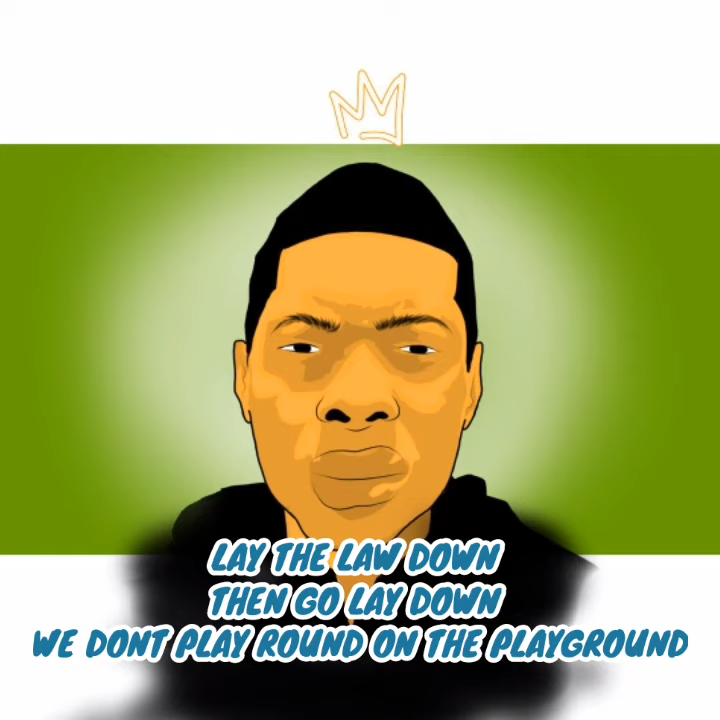 LAY THE LAW DOWN
THEN GO LAY DOWN
WE DONT PLAY ROUND ON THE PLAYGROUND